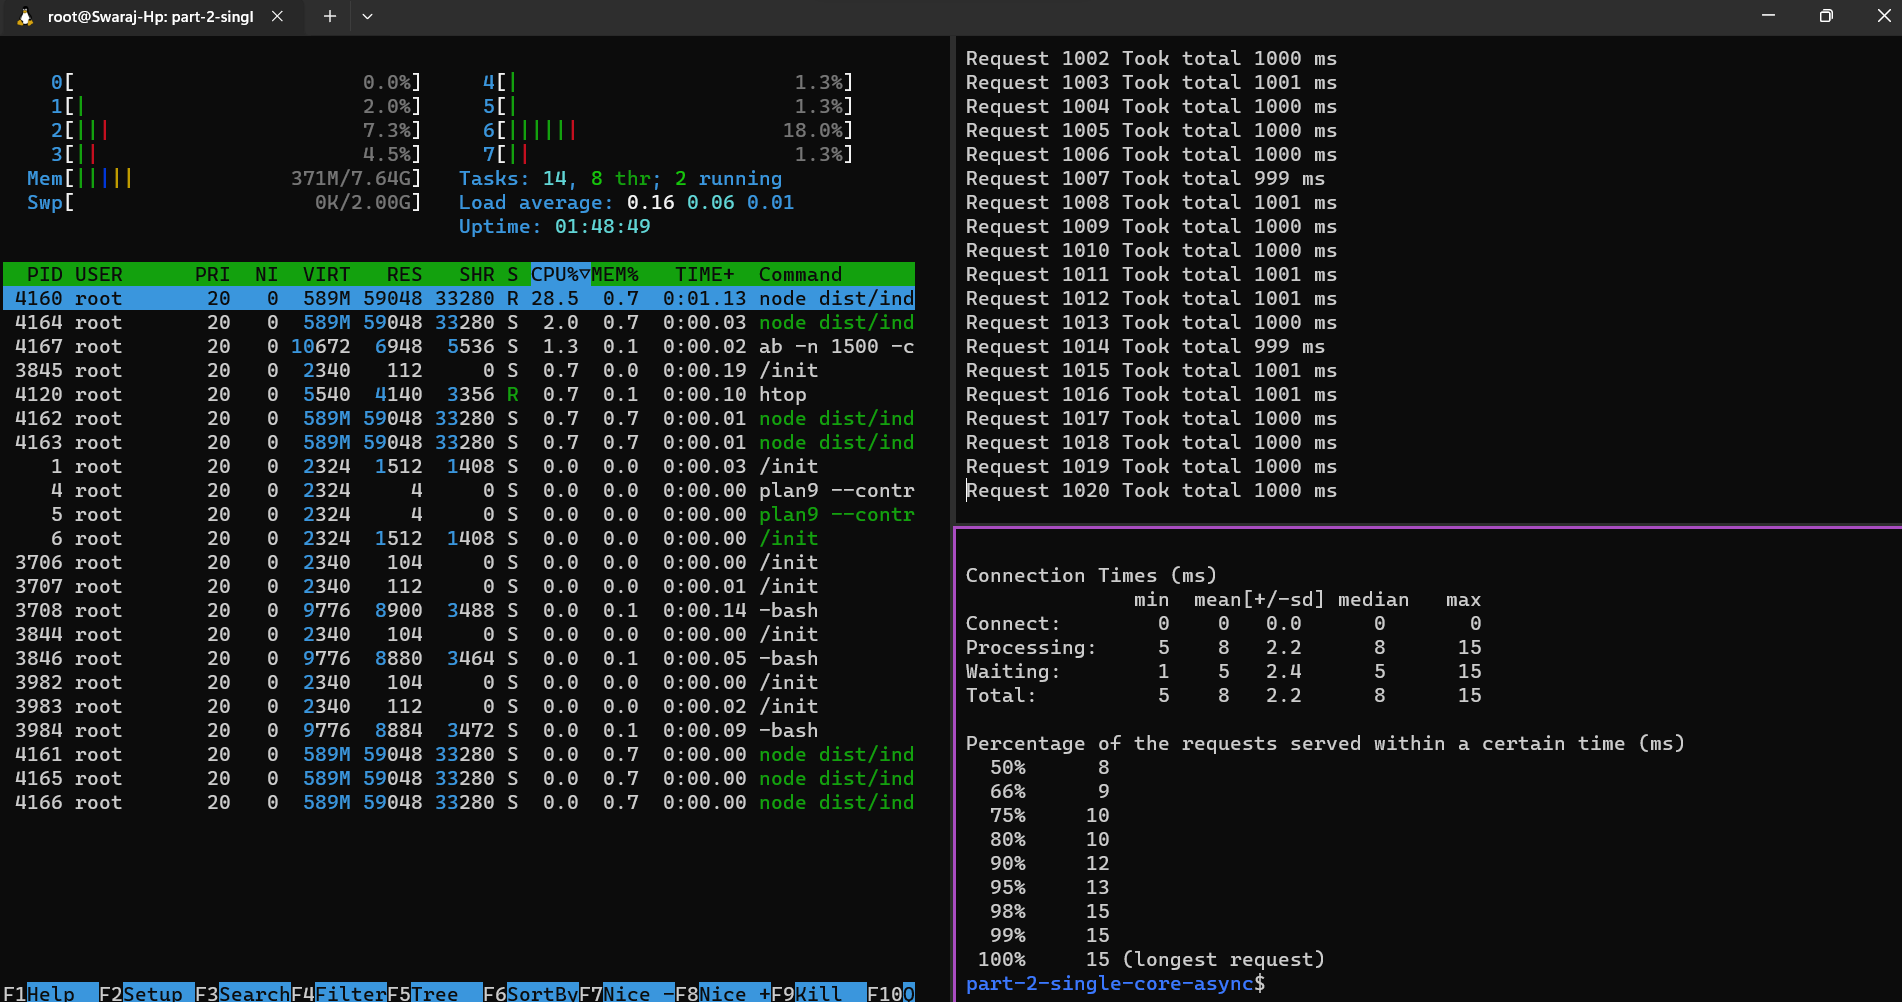 root@Swaraj-Hp: part-2-singl
0[ 0.0%] 4[| 1.3%]
1[| 2.0%] 5[| 1.3%]
2[||| 7.3%] 6[|||||| 18.0%]
3[|| 4.5%] 7[|| 1.3%]
Mem[||||| 371M/7.64G] Tasks: 14, 8 thr; 2 running
Swp[ 0K/2.00G] Load average: 0.16 0.06 0.01
Uptime: 01:48:49
PID USER PRI NI VIRT RES SHR S CPU%▽MEM% TIME+ Command
4160 root 20 0 589M 59048 33280 R 28.5 0.7 0:01.13 node dist/ind
4164 root 20 0 589M 59048 33280 S 2.0 0.7 0:00.03 node dist/ind
4167 root 20 0 10672 6948 5536 S 1.3 0.1 0:00.02 ab -n 1500 -c
3845 root 20 0 2340 112 0 S 0.7 0.0 0:00.19 /init
4120 root 20 0 5540 4140 3356 R 0.7 0.1 0:00.10 htop
4162 root 20 0 589M 59048 33280 S 0.7 0.7 0:00.01 node dist/ind
4163 root 20 0 589M 59048 33280 S 0.7 0.7 0:00.01 node dist/ind
1 root 20 0 2324 1512 1408 S 0.0 0.0 0:00.03 /init
4 root 20 0 2324 4 0 S 0.0 0.0 0:00.00 plan9 --contr
5 root 20 0 2324 4 0 S 0.0 0.0 0:00.00 plan9 --contr
6 root 20 0 2324 1512 1408 S 0.0 0.0 0:00.00 /init
3706 root 20 0 2340 104 0 S 0.0 0.0 0:00.00 /init
3707 root 20 0 2340 112 0 S 0.0 0.0 0:00.01 /init
3708 root 20 0 9776 8900 3488 S 0.0 0.1 0:00.14 -bash
3844 root 20 0 2340 104 0 S 0.0 0.0 0:00.00 /init
3846 root 20 0 9776 8880 3464 S 0.0 0.1 0:00.05 -bash
3982 root 20 0 2340 104 0 S 0.0 0.0 0:00.00 /init
3983 root 20 0 2340 112 0 S 0.0 0.0 0:00.02 /init
3984 root 20 0 9776 8884 3472 S 0.0 0.1 0:00.09 -bash
4161 root 20 0 589M 59048 33280 S 0.0 0.7 0:00.00 node dist/ind
4165 root 20 0 589M 59048 33280 S 0.0 0.7 0:00.00 node dist/ind
4166 root 20 0 589M 59048 33280 S 0.0 0.7 0:00.00 node dist/ind
F1Help F2Setup F3SearchF4FilterF5Tree F6SortByF7Nice -F8Nice +F9Kill F10Q
Request 1002 Took total 1000 ms
Request 1003 Took total 1001 ms
Request 1004 Took total 1000 ms
Request 1005 Took total 1000 ms
Request 1006 Took total 1000 ms
Request 1007 Took total 999 ms
Request 1008 Took total 1001 ms
Request 1009 Took total 1000 ms
Request 1010 Took total 1000 ms
Request 1011 Took total 1001 ms
Request 1012 Took total 1001 ms
Request 1013 Took total 1000 ms
Request 1014 Took total 999 ms
Request 1015 Took total 1001 ms
Request 1016 Took total 1001 ms
Request 1017 Took total 1000 ms
Request 1018 Took total 1000 ms
Request 1019 Took total 1000 ms
Request 1020 Took total 1000 ms
Connection Times (ms)
min mean[+/-sd] median max
Connect: 0 0 0.0 0 0
Processing: 5 8 2.2 8 15
Waiting: 1 5 2.4 5 15
Total: 5 8 2.2 8 15
Percentage of the requests served within a certain time (ms)
50% 8
66% 9
75% 10
80% 10
90% 12
95% 13
98% 15
99% 15
100% 15 (longest request)
part-2-single-core-async$